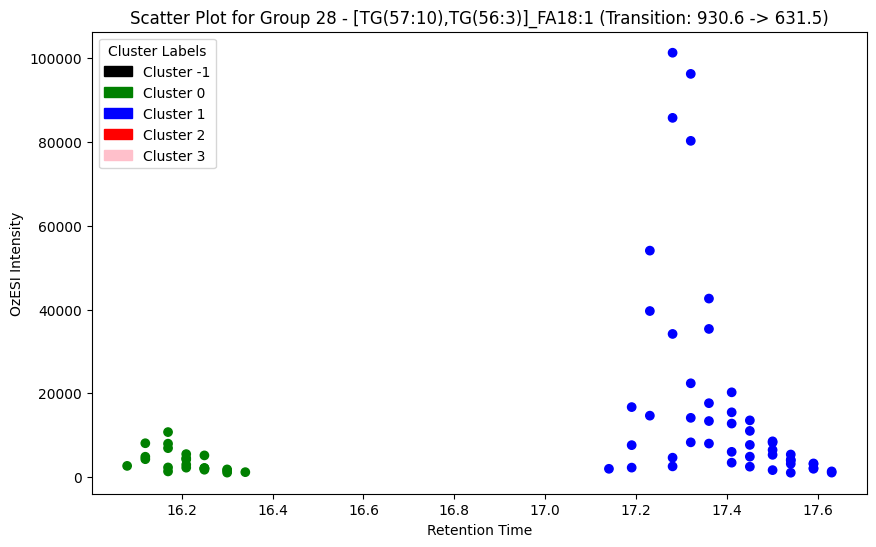 Scatter Plot for Group 28 - [TG(57:10),TG(56:3)]_FA18:1 (Transition: 930.6 -> 631.5)
Cluster Labels
Cluster -1
Cluster 0
Cluster 1
Cluster 2
Cluster 3
OzESI Intensity
100000
80000
60000
40000
20000
0
16.2 16.4 16.6 16.8 17.0 17.2 17.4 17.6
Retention Time